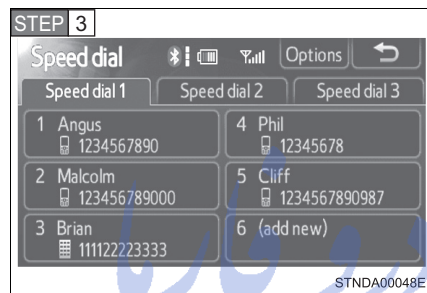 STEP 3
Speed dial Options
Speed dial 1 Speed dial 2 Speed dial 3
1 Angus
1234567890
4 Phil
12345678
2 Malcolm
123456789000
5 Cliff
1234567890987
3 Brian
111122223333
6 (add new)
STNDA00048E